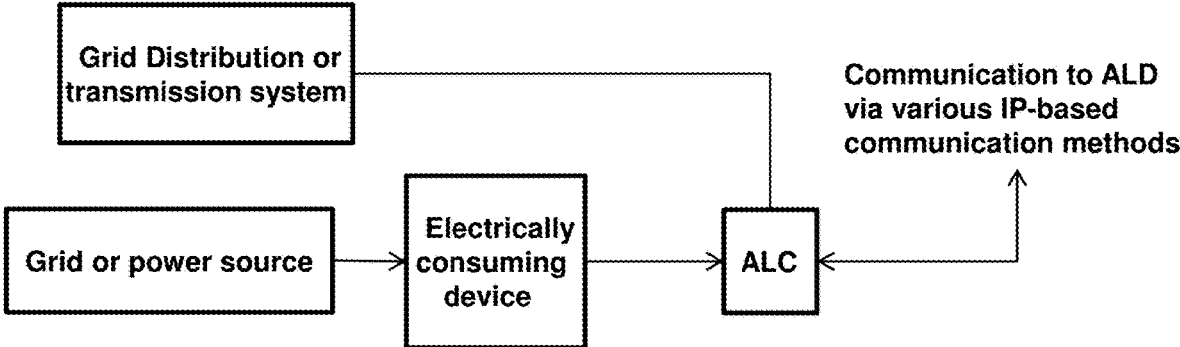 Grid Distribution or
transmission system
Communication to ALD
via various IP-based
communication methods
Grid or power source
Electrically
consuming
device
ALC